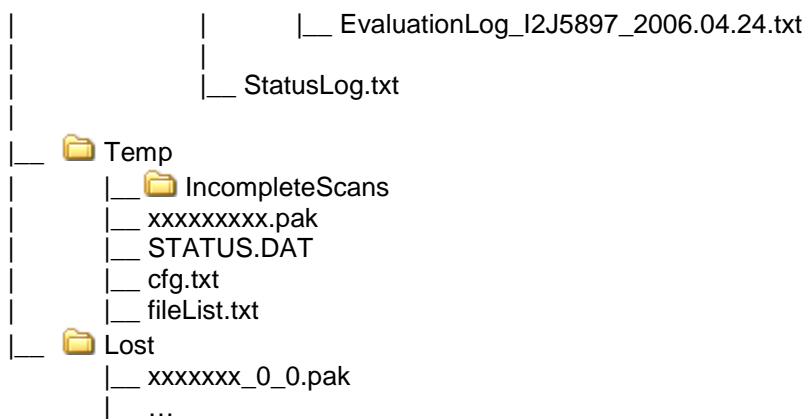 |__ EvaluationLog_I2J5897_2006.04.24.txt
|__ StatusLog.txt
|__ Temp
|__ IncompleteScans
|__ xxxxxxxxx.pak
|__ STATUS.DAT
|__ cfg.txt
|__ fileList.txt
|__ Lost
|__ xxxxxxx_0_0.pak
|__ …